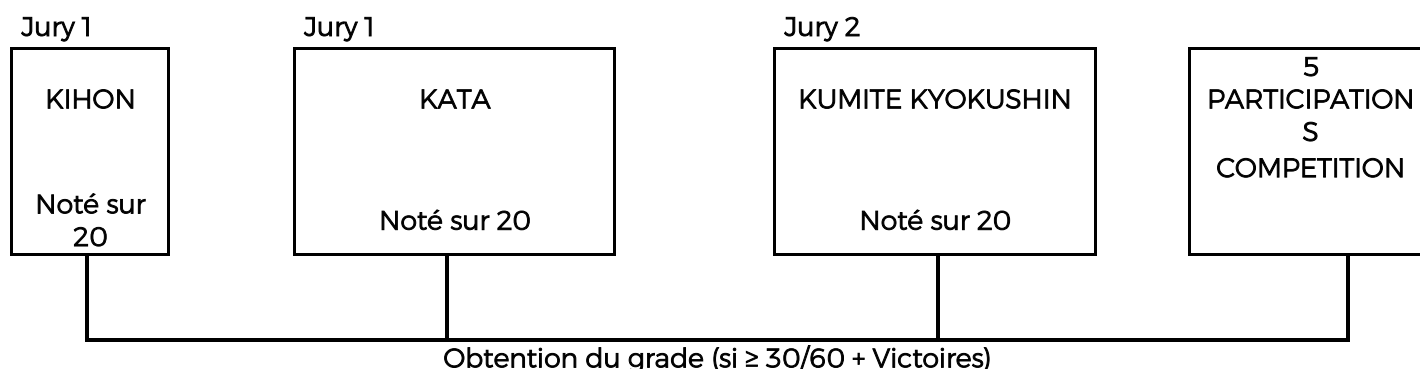 Jury 1
KIHON
Noté sur
20
Jury 1
KATA
Noté sur 20
Jury 2
KUMITE KYOKUSHIN
Noté sur 20
5
PARTICIPATION
S
COMPETITION
Obtention du grade (si ≥ 30/60 + Victoires)